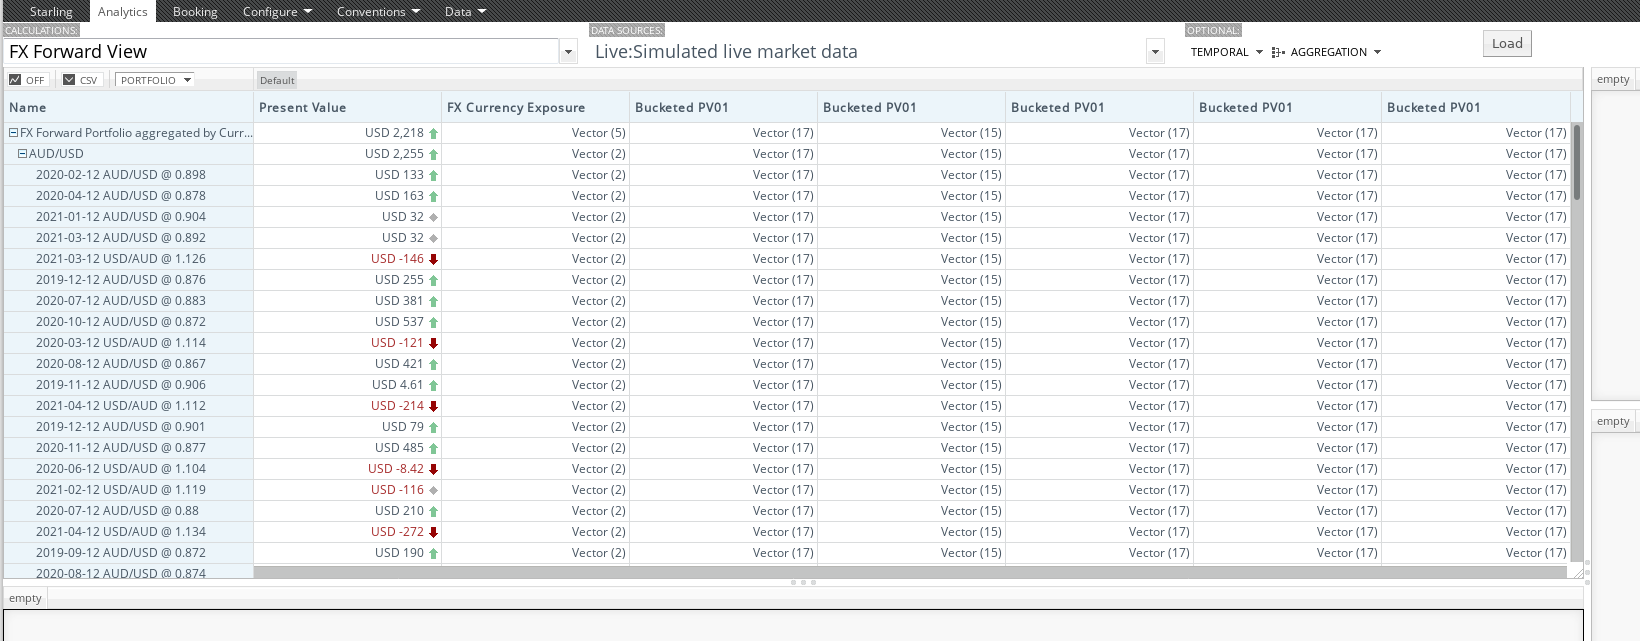 Starling Analytics Booking Configure Conventions Data
CALCULATIONS: DATA SOURCES: OPTIONAL:
FX Forward View Live:Simulated live market data TEMPORAL AGGREGATION Load
OFF CSV PORTFOLIO Default empty
Name Present Value FX Currency Exposure Bucketed PV01 Bucketed PV01 Bucketed PV01 Bucketed PV01 Bucketed PV01
FX Forward Portfolio aggregated by Curr... USD 2,218 Vector (5) Vector (17) Vector (15) Vector (17) Vector (17) Vector (17)
AUD/USD USD 2,255 Vector (2) Vector (17) Vector (15) Vector (17) Vector (17) Vector (17)
2020-02-12 AUD/USD @ 0.898 USD 133 Vector (2) Vector (17) Vector (15) Vector (17) Vector (17) Vector (17)
2020-04-12 AUD/USD @ 0.878 USD 163 Vector (2) Vector (17) Vector (15) Vector (17) Vector (17) Vector (17)
2021-01-12 AUD/USD @ 0.904 USD 32 Vector (2) Vector (17) Vector (15) Vector (17) Vector (17) Vector (17)
2021-03-12 AUD/USD @ 0.892 USD 32 Vector (2) Vector (17) Vector (15) Vector (17) Vector (17) Vector (17)
2021-03-12 USD/AUD @ 1.126 USD -146 Vector (2) Vector (17) Vector (15) Vector (17) Vector (17) Vector (17)
2019-12-12 AUD/USD @ 0.876 USD 255 Vector (2) Vector (17) Vector (15) Vector (17) Vector (17) Vector (17)
2020-07-12 AUD/USD @ 0.883 USD 381 Vector (2) Vector (17) Vector (15) Vector (17) Vector (17) Vector (17)
2020-10-12 AUD/USD @ 0.872 USD 537 Vector (2) Vector (17) Vector (15) Vector (17) Vector (17) Vector (17)
2020-03-12 USD/AUD @ 1.114 USD -121 Vector (2) Vector (17) Vector (15) Vector (17) Vector (17) Vector (17)
2020-08-12 AUD/USD @ 0.867 USD 421 Vector (2) Vector (17) Vector (15) Vector (17) Vector (17) Vector (17)
2019-11-12 AUD/USD @ 0.906 USD 4.61 Vector (2) Vector (17) Vector (15) Vector (17) Vector (17) Vector (17)
2021-04-12 USD/AUD @ 1.112 USD -214 Vector (2) Vector (17) Vector (15) Vector (17) Vector (17) Vector (17)
2019-12-12 AUD/USD @ 0.901 USD 79 Vector (2) Vector (17) Vector (15) Vector (17) Vector (17) Vector (17) empty
2020-11-12 AUD/USD @ 0.877 USD 485 Vector (2) Vector (17) Vector (15) Vector (17) Vector (17) Vector (17)
2020-06-12 USD/AUD @ 1.104 USD -8.42 Vector (2) Vector (17) Vector (15) Vector (17) Vector (17) Vector (17)
2021-02-12 USD/AUD @ 1.119 USD -116 Vector (2) Vector (17) Vector (15) Vector (17) Vector (17) Vector (17)
2020-07-12 AUD/USD @ 0.88 USD 210 Vector (2) Vector (17) Vector (15) Vector (17) Vector (17) Vector (17)
2021-04-12 USD/AUD @ 1.134 USD -272 Vector (2) Vector (17) Vector (15) Vector (17) Vector (17) Vector (17)
2019-09-12 AUD/USD @ 0.872 USD 190 Vector (2) Vector (17) Vector (15) Vector (17) Vector (17) Vector (17)
2020-08-12 AUD/USD @ 0.874
empty